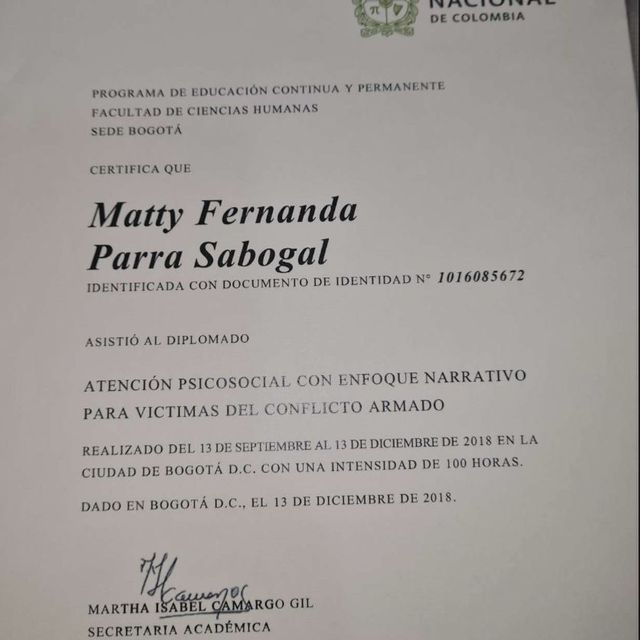 NACIONAL
DE COLOMBIA
PROGRAMA DE EDUCACIÓN CONTINUA Y PERMANENTE
FACULTAD DE CIENCIAS HUMANAS
SEDE BOGOTÁ
CERTIFICA QUE
Matty Fernanda
Parra Sabogal
IDENTIFICADA CON DOCUMENTO DE IDENTIDAD N° 1016085672
ASISTIÓ AL DIPLOMADO
ATENCIÓN PSICOSOCIAL CON ENFOQUE NARRATIVO
PARA VICTIMAS DEL CONFLICTO ARMADO
REALIZADO DEL 13 DE SEPTIEMBRE AL 13 DE DICIEMBRE DE 2018 EN LA
CIUDAD DE BOGOTÁ D.C. CON UNA INTENSIDAD DE 100 HORAS.
DADO EN BOGOTÁ D.C., EL 13 DE DICIEMBRE DE 2018.
MARTHA ISABEL CAMARGO GIL
SECRETARIA ACADÉMICA